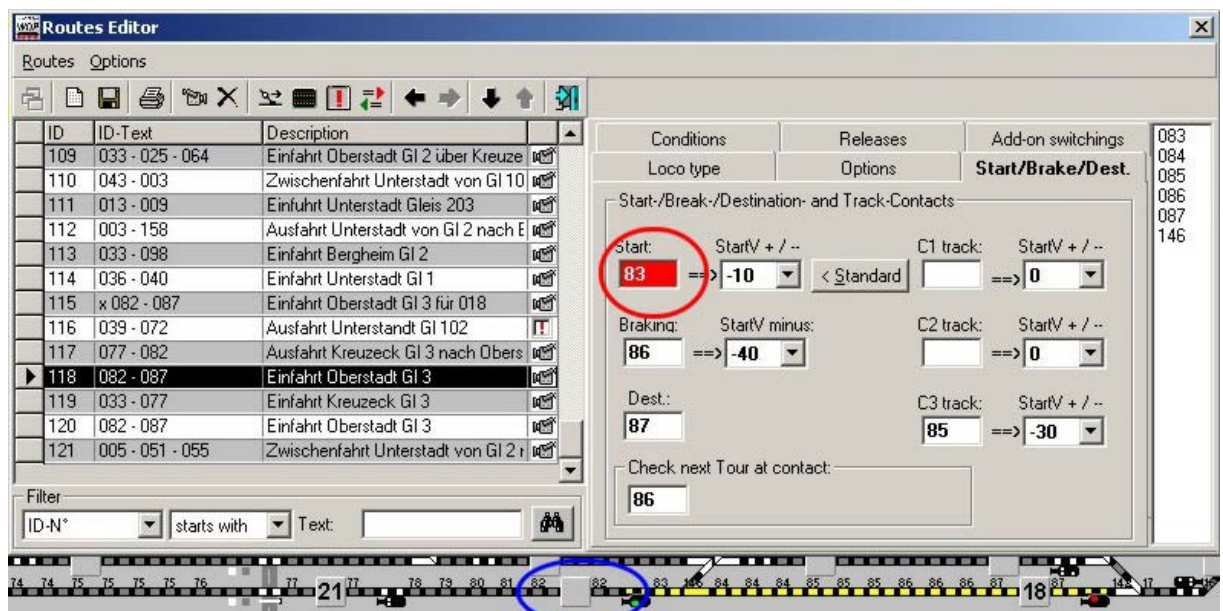 Routes Editor
Routes Options
ID ID-Text Description
109 033 - 025 - 064 Einfahrt Oberstadt Gl 2 über Kreuze
110 043 - 003 Zwischenfahrt Unterstadt von Gl 10
111 013 - 009 Einfuhrt Unterstadt Gleis 203
112 003 - 158 Ausfahrt Unterstadt von Gl 2 nach E
113 033 - 098 Einfahrt Bergheim Gl 2
114 036 - 040 Einfahrt Unterstadt Gl 1
115 x 082 - 087 Einfahrt Oberstadt Gl 3 für 018
116 039 - 072 Ausfahrt Unterstandt Gl 102
117 077 - 082 Ausfahrt Kreuzeck Gl 3 nach Obers
118 082 - 087 Einfahrt Oberstadt Gl 3
119 033 - 077 Einfahrt Kreuzeck Gl 3
120 082 - 087 Einfahrt Oberstadt Gl 3
121 005 - 051 - 055 Zwischenfahrt Unterstadt von Gl 2 r
Filter
ID-N° starts with Text:
Conditions Releases Add-on switchings
Loco type Options Start/Brake/Dest.
Start-/Break-/Destination- and Track-Contacts
Start: StartV + / -- C1 track: StartV + / --
83 ==> -10 < Standard ==> 0
Braking: StartV minus: C2 track: StartV + / --
86 ==> -40 ==> 0
Dest.: C3 track: StartV + / --
87 85 ==> -30
Check next Tour at contact:
86
083
084
085
086
087
146
74 74 75 75 75 75 76 77 21 77 78 79 80 81 82 82 83 146 84 84 84 85 85 85 86 86 86 87 18 87 142 17